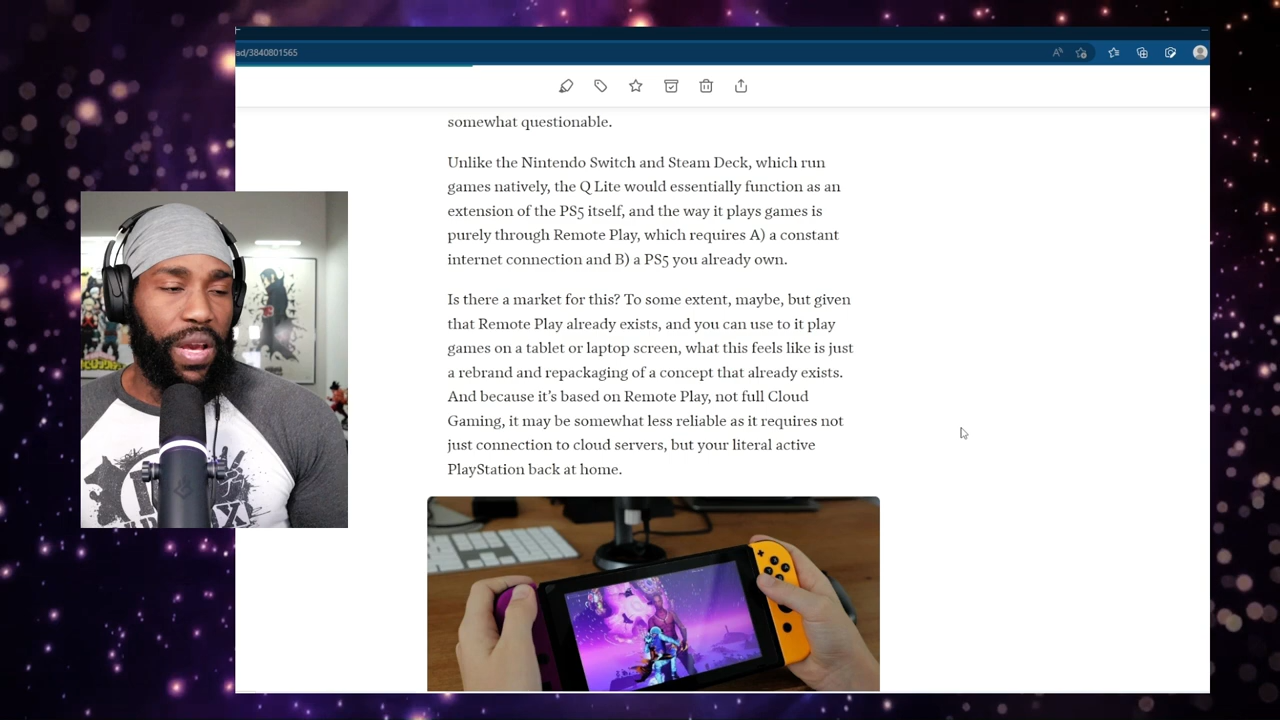 ad/3840801565
somewhat questionable.
Unlike the Nintendo Switch and Steam Deck, which run
games natively, the Q Lite would essentially function as an
extension of the PS5 itself, and the way it plays games is
purely through Remote Play, which requires A) a constant
internet connection and B) a PS5 you already own.
Is there a market for this? To some extent, maybe, but given
that Remote Play already exists, and you can use to it play
games on a tablet or laptop screen, what this feels like is just
a rebrand and repackaging of a concept that already exists.
And because it's based on Remote Play, not full Cloud
Gaming, it may be somewhat less reliable as it requires not
just connection to cloud servers, but your literal active
PlayStation back at home.